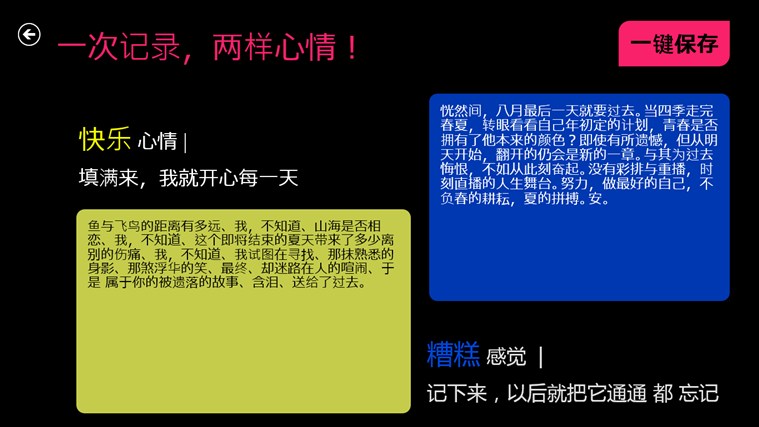 一次记录，两样心情！
一键保存
快乐 心情 |
填满来，我就开心每一天
鱼与飞鸟的距离有多远、我，不知道、山海是否相
恋、我，不知道、这个即将结束的夏天带来了多少离
别的伤痛、我，不知道、我试图在寻找、那抹熟悉的
身影、那煞浮华的笑、最终、却迷路在人的喧闹、于
是 属于你的被遗落的故事、含泪、送给了过去。
恍然间，八月最后一天就要过去。当四季走完
春夏，转眼看看自己年初定的计划，青春是否
拥有了他本来的颜色？即使有所遗憾，但从明
天开始，翻开的仍会是新的一章。与其为过去
悔恨，不如从此刻奋起。没有彩排与重播，时
刻直播的人生舞台。努力，做最好的自己，不
负春的耕耘，夏的拼搏。安。
糟糕 感觉 |
记下来，以后就把它通通 都 忘记